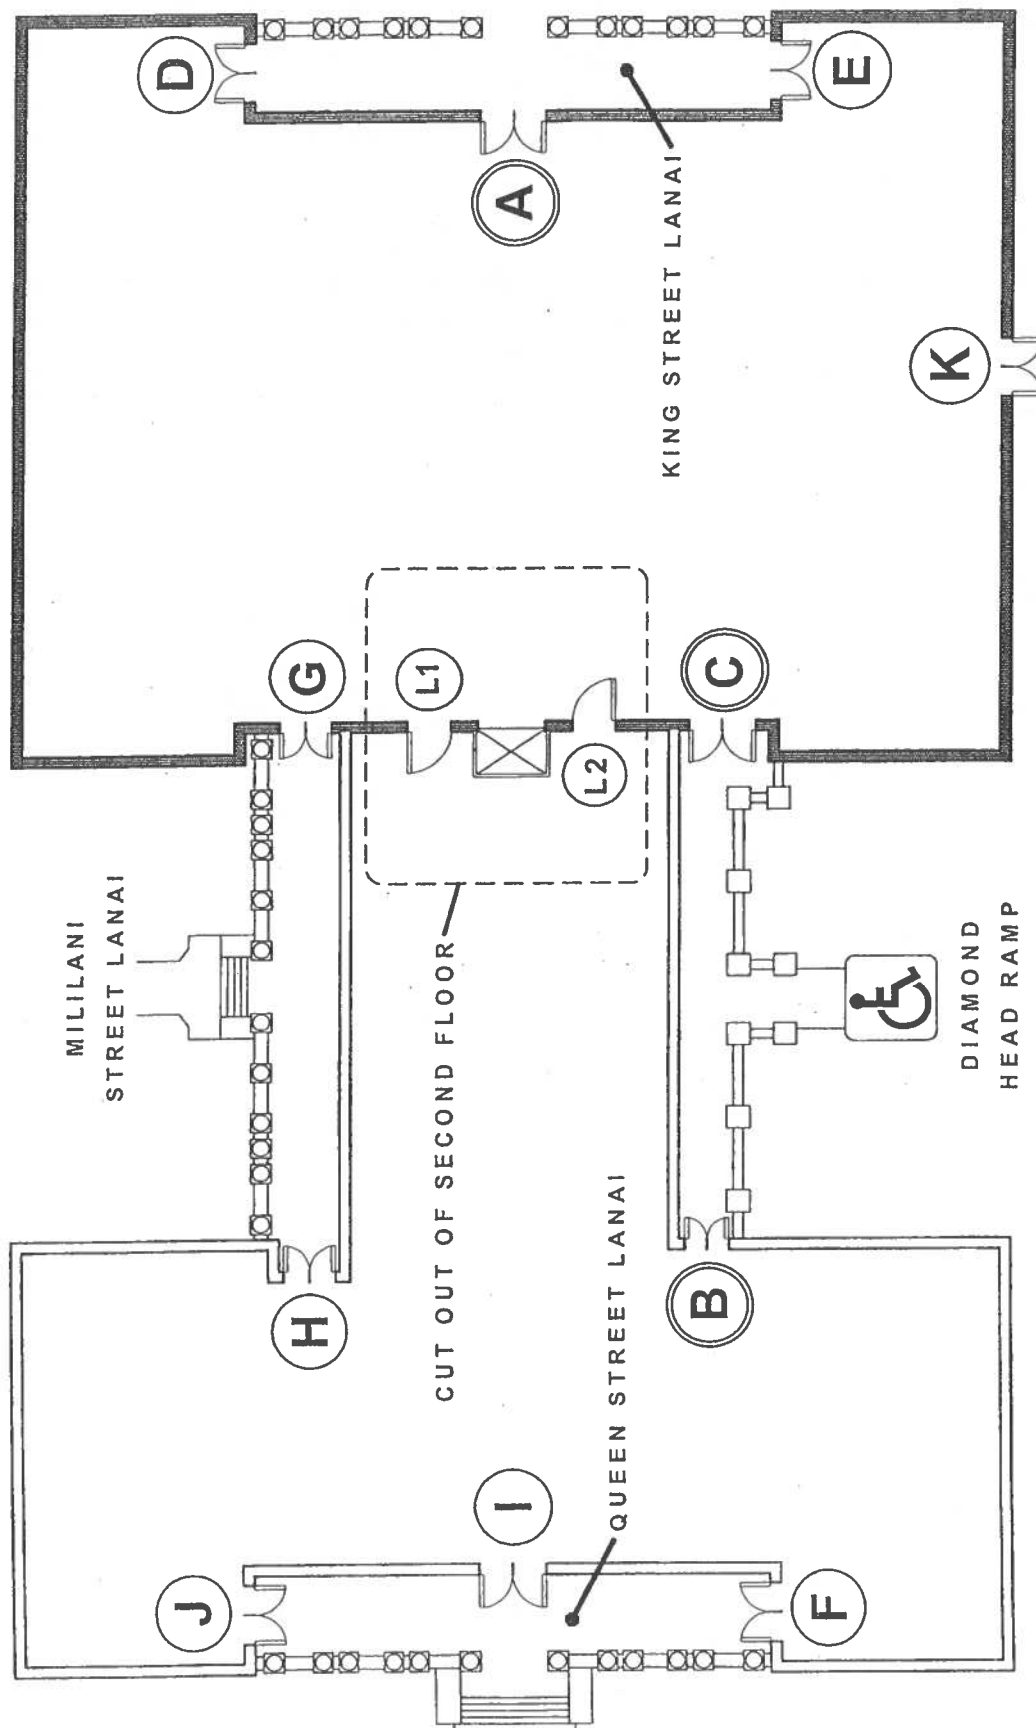 MILILANI
STREET LANAI
J
H
G
D
I
L1
A
CUT OUT OF SECOND FLOOR
L2
QUEEN STREET LANAI
KING STREET LANAI
F
B
C
E
K
DIAMOND
HEAD RAMP